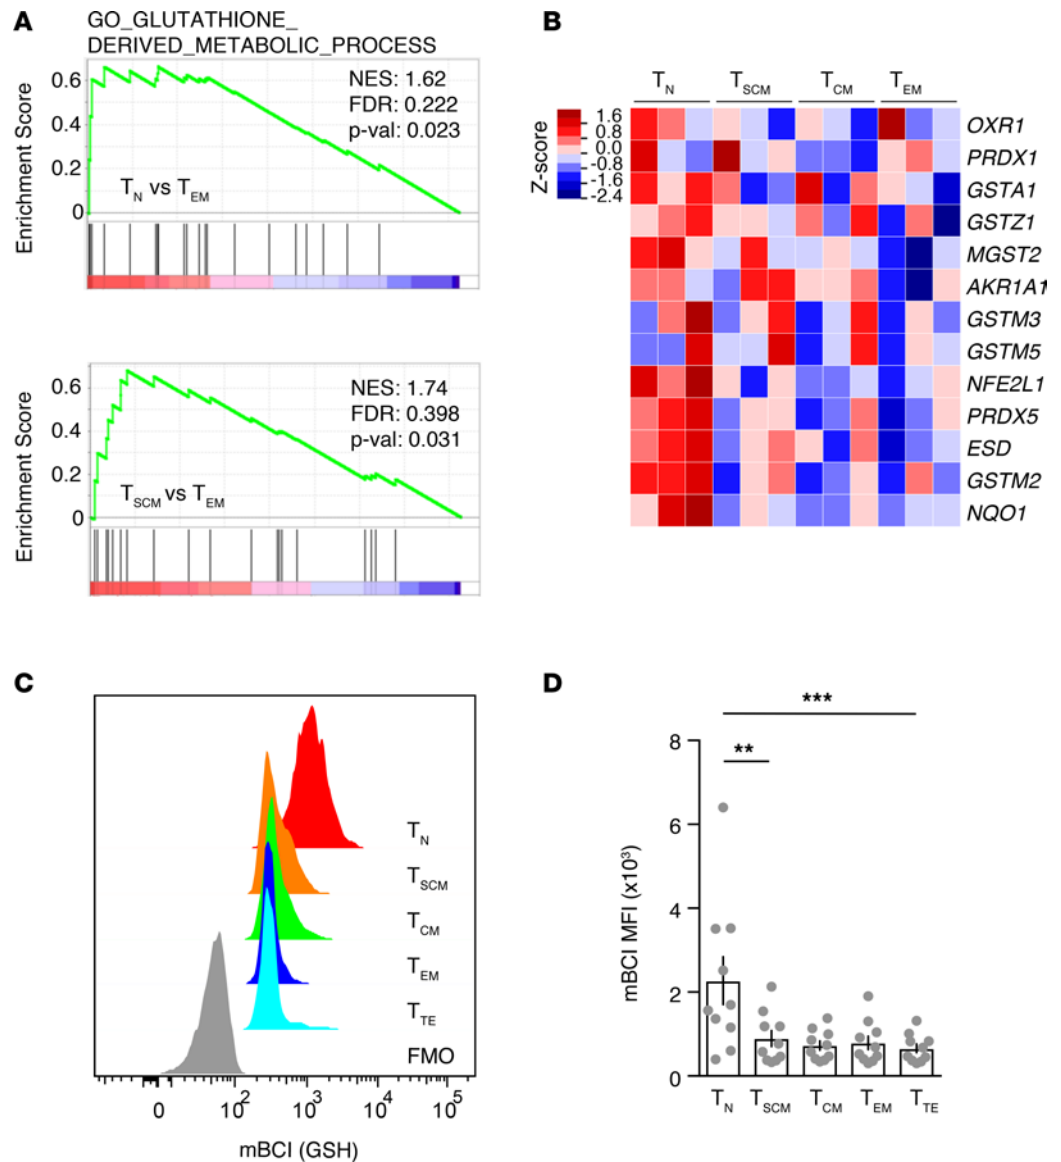 A
GO_GLUTATHIONE_
DERIVED_METABOLIC_PROCESS
Enrichment Score
0.6
0.4
0.2
0
NES: 1.62
FDR: 0.222
p-val: 0.023
TN vs TEM
Enrichment Score
0.6
0.4
0.2
0
NES: 1.74
FDR: 0.398
p-val: 0.031
TSCM vs TEM
B
TN TSCM TCM TEM
Z-score
1.6
0.8
0.0
-0.8
-1.6
-2.4
OXR1
PRDX1
GSTA1
GSTZ1
MGST2
AKR1A1
GSTM3
GSTM5
NFE2L1
PRDX5
ESD
GSTM2
NQO1
C
TN
TSCM
TCM
TEM
TTE
FMO
0 10² 10³ 10⁴ 10⁵
mBCI (GSH)
D
***
**
mBCI MFI (x10³)
8
6
4
2
0
TN TSCM TCM TEM TTE